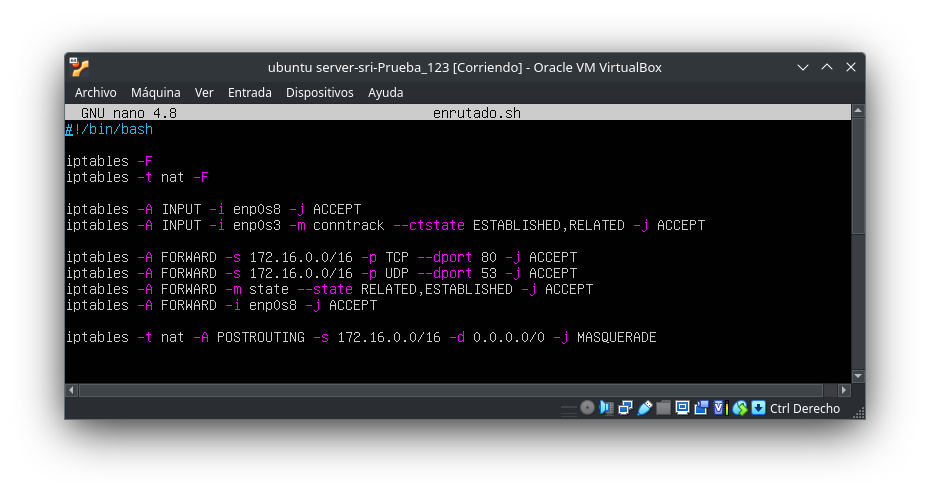 ubuntu server-sri-Prueba_123 [Corriendo] - Oracle VM VirtualBox
Archivo Máquina Ver Entrada Dispositivos Ayuda
GNU nano 4.8 enrutado.sh
#!/bin/bash
iptables -F
iptables -t nat -F
iptables -A INPUT -i enp0s8 -j ACCEPT
iptables -A INPUT -i enp0s3 -m conntrack --ctstate ESTABLISHED,RELATED -j ACCEPT
iptables -A FORWARD -s 172.16.0.0/16 -p TCP --dport 80 -j ACCEPT
iptables -A FORWARD -s 172.16.0.0/16 -p UDP --dport 53 -j ACCEPT
iptables -A FORWARD -m state --state RELATED,ESTABLISHED -j ACCEPT
iptables -A FORWARD -i enp0s8 -j ACCEPT
iptables -t nat -A POSTROUTING -s 172.16.0.0/16 -d 0.0.0.0/0 -j MASQUERADE
Ctrl Derecho